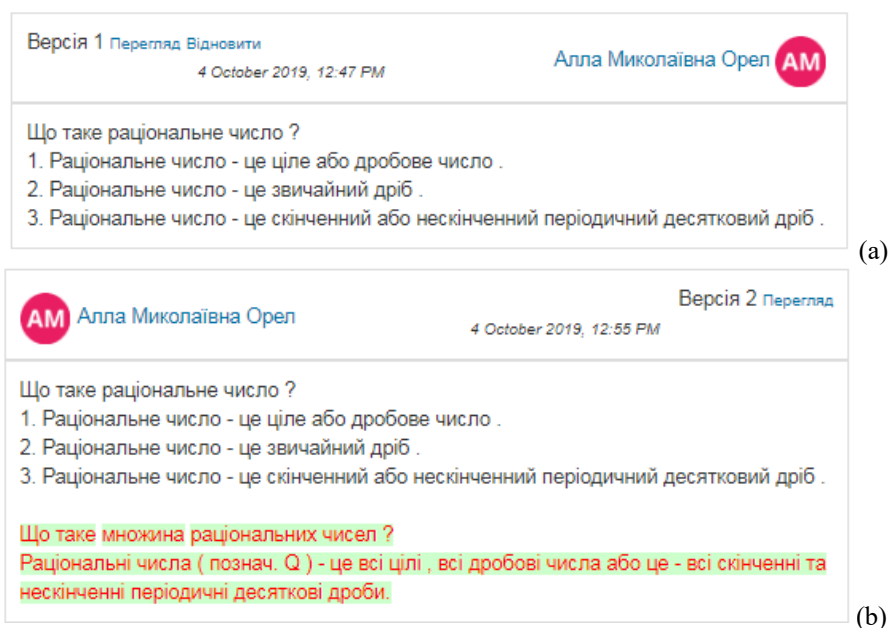 Версія 1 Перегляд Відновити
4 October 2019, 12:47 PM
Алла Миколаївна Орел АМ
Що таке раціональне число ?
1. Раціональне число - це ціле або дробове число .
2. Раціональне число - це звичайний дріб .
3. Раціональне число - це скінченний або нескінченний періодичний десятковий дріб .
(a)
АМ Алла Миколаївна Орел
Версія 2 Перегляд
4 October 2019, 12:55 PM
Що таке раціональне число ?
1. Раціональне число - це ціле або дробове число .
2. Раціональне число - це звичайний дріб .
3. Раціональне число - це скінченний або нескінченний періодичний десятковий дріб .
Що таке множина раціональних чисел ?
Раціональні числа ( познач. Q ) - це всі цілі , всі дробові числа або це - всі скінченні та
нескінченні періодичні десяткові дроби.
(b)